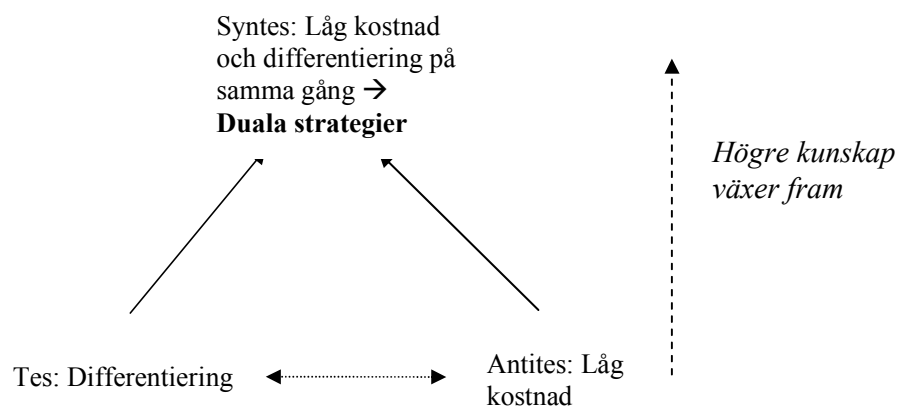 Syntes: Låg kostnad
och differentiering på
samma gång →
Duala strategier
Högre kunskap
växer fram
Tes: Differentiering
Antites: Låg
kostnad